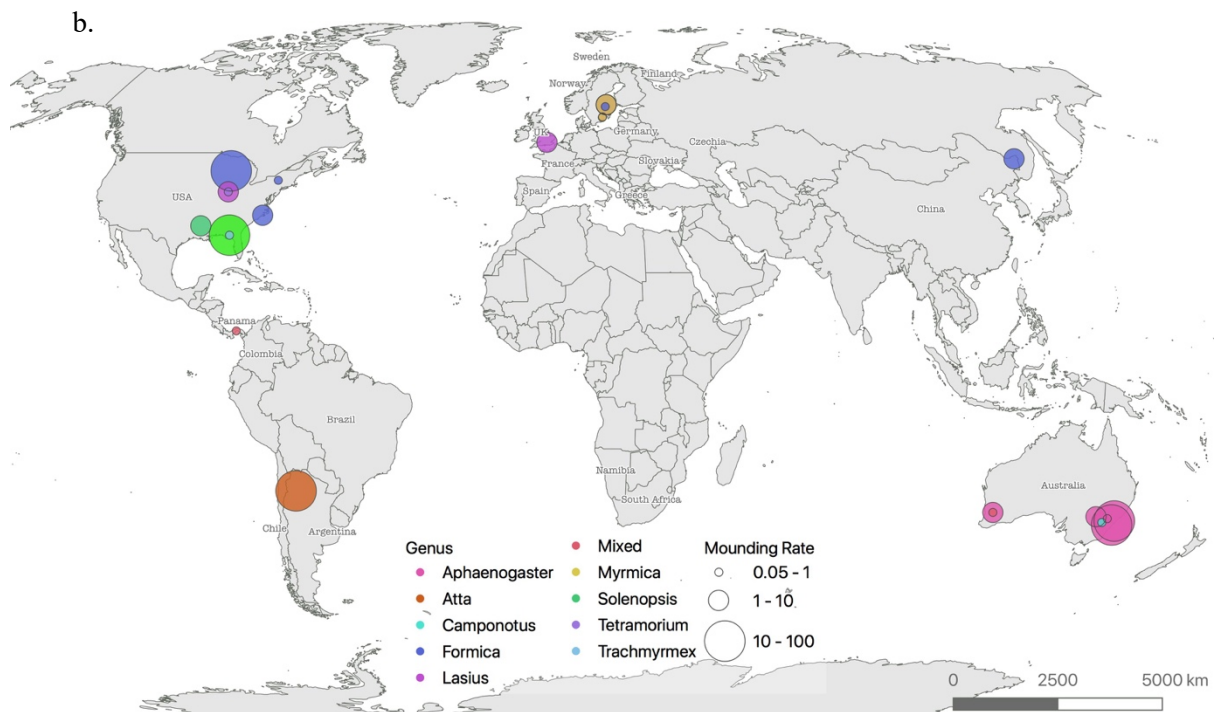 b.
Sweden
Finland
Norway
UK
Germany
Czechia
France
Slovakia
USA
Spain
Greece
China
Panama
Colombia
Brazil
Namibia
Australia
South Africa
Chile
Argentina
Genus
Aphaenogaster
Atta
Camponotus
Formica
Lasius
Mixed
Myrmica
Solenopsis
Tetramorium
Trachmyrmex
Mounding Rate
0.05 - 1
1 - 10
10 - 100
0 2500 5000 km